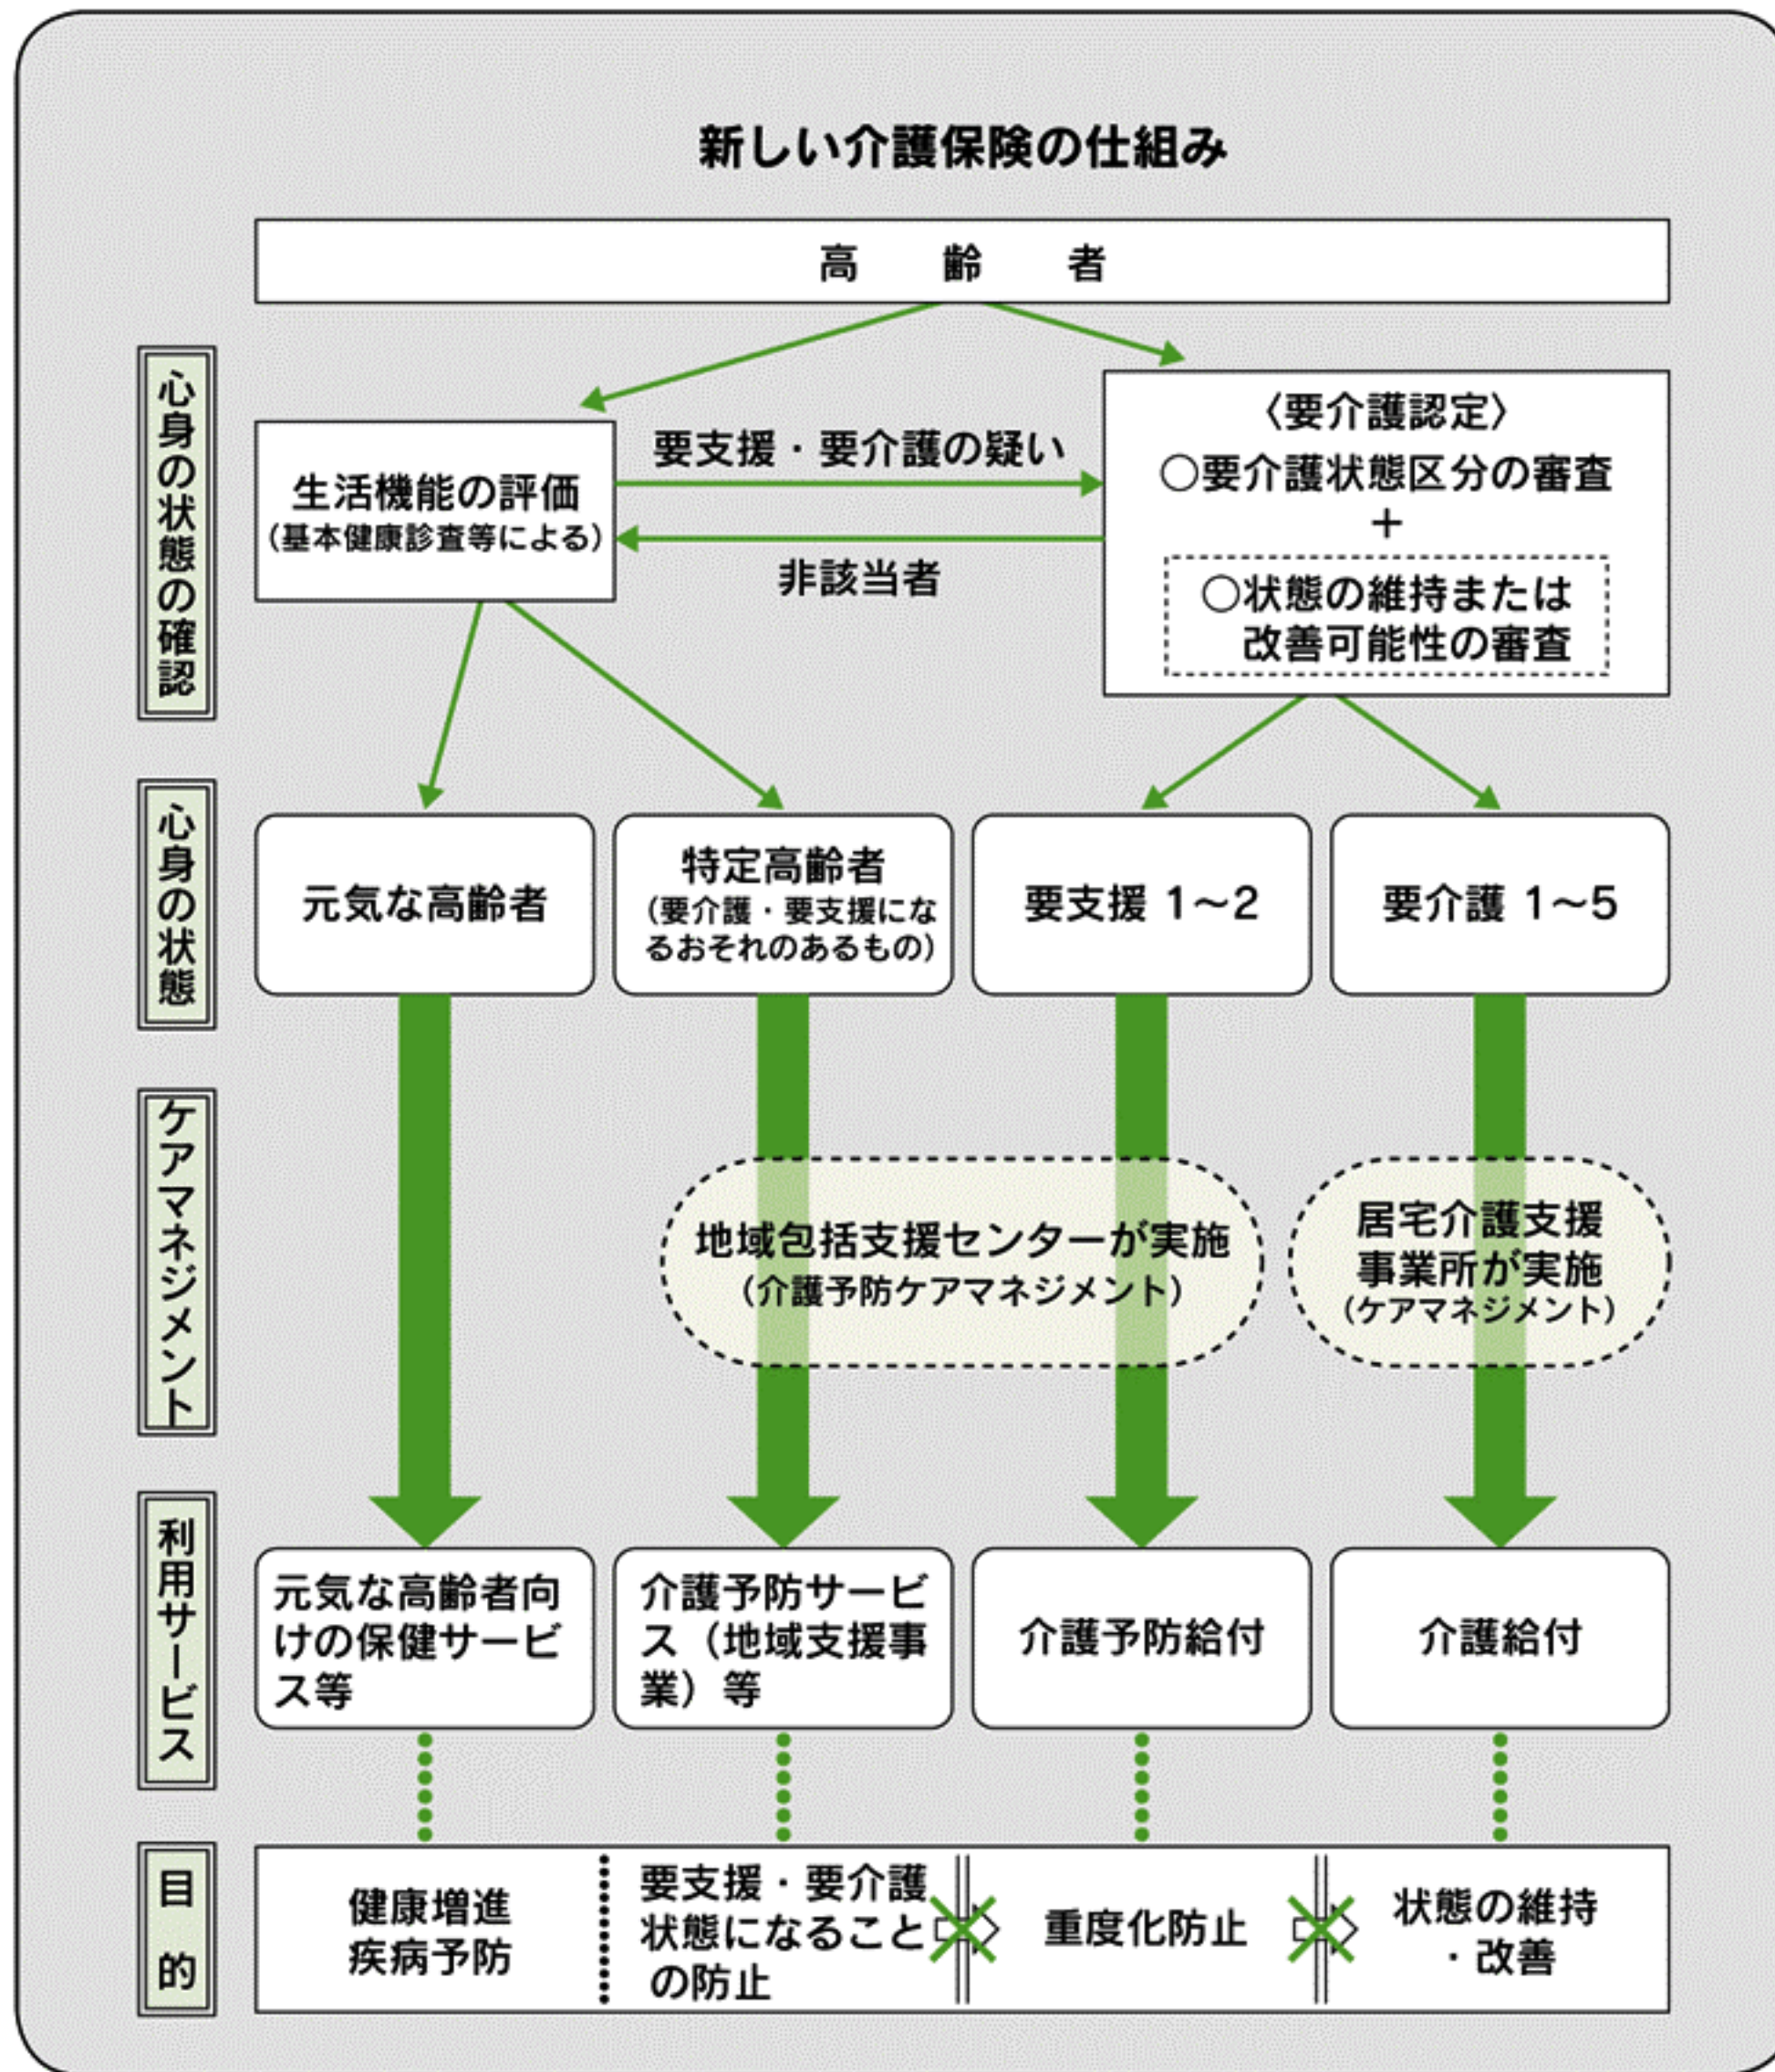 新しい介護保険の仕組み
高齢者
心身の状態の確認
生活機能の評価
（基本健康診査等による）
要支援・要介護の疑い
非該当者
〈要介護認定〉
○要介護状態区分の審査
＋
○状態の維持または
改善可能性の審査
心身の状態
元気な高齢者
特定高齢者
（要介護・要支援にな
るおそれのあるもの）
要支援 1～2
要介護 1～5
ケアマネジメント
地域包括支援センターが実施
（介護予防ケアマネジメント）
居宅介護支援
事業所が実施
（ケアマネジメント）
利用サービス
元気な高齢者向
けの保健サービ
ス等
介護予防サービ
ス（地域支援事
業）等
介護予防給付
介護給付
目的
健康増進
疾病予防
要支援・要介護
状態になること
の防止
重度化防止
状態の維持
・改善